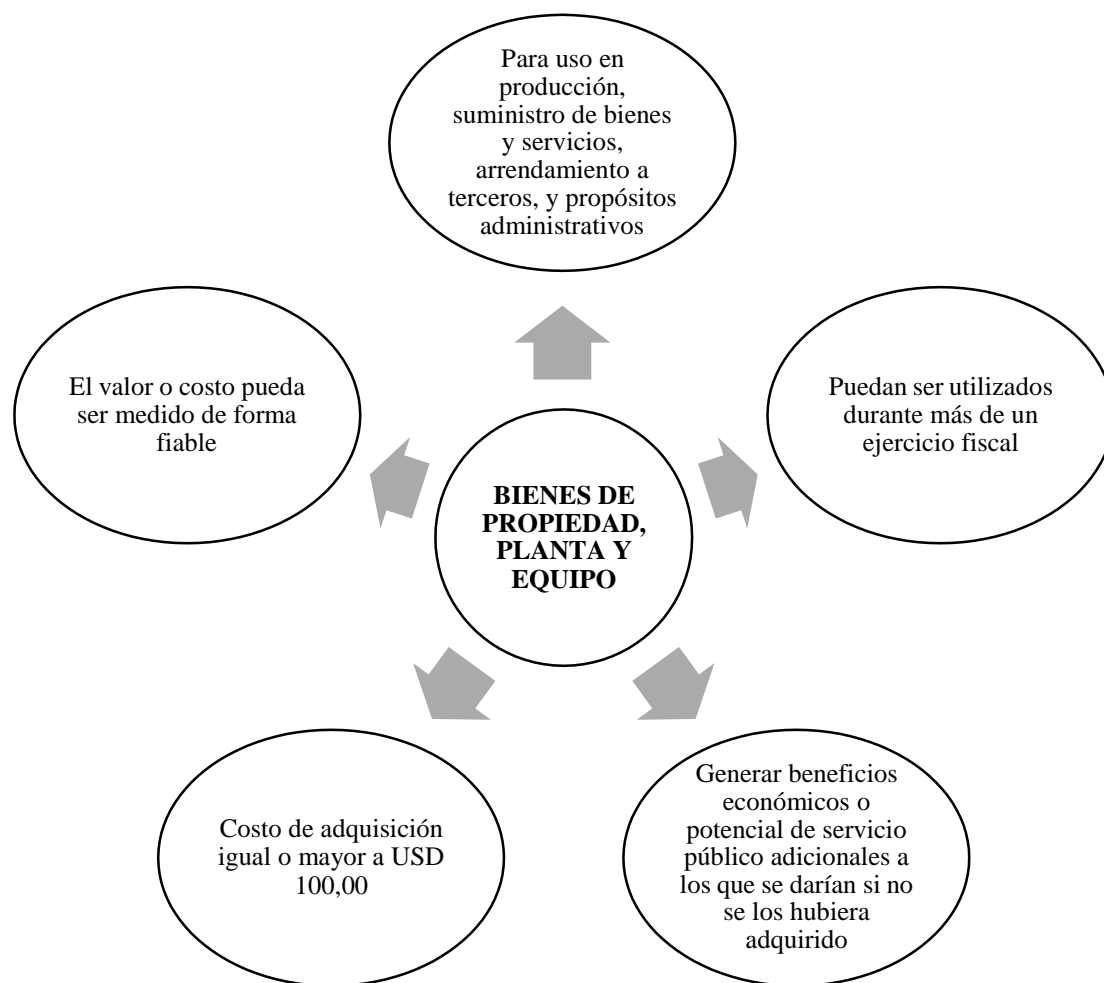 Para uso en
producción,
suministro de bienes
y servicios,
arrendamiento a
terceros, y propósitos
administrativos
El valor o costo pueda
ser medido de forma
fiable
Puedan ser utilizados
durante más de un
ejercicio fiscal
BIENES DE
PROPIEDAD,
PLANTA Y
EQUIPO
Costo de adquisición
igual o mayor a USD
100,00
Generar beneficios
económicos o
potencial de servicio
público adicionales a
los que se darían si no
se los hubiera
adquirido